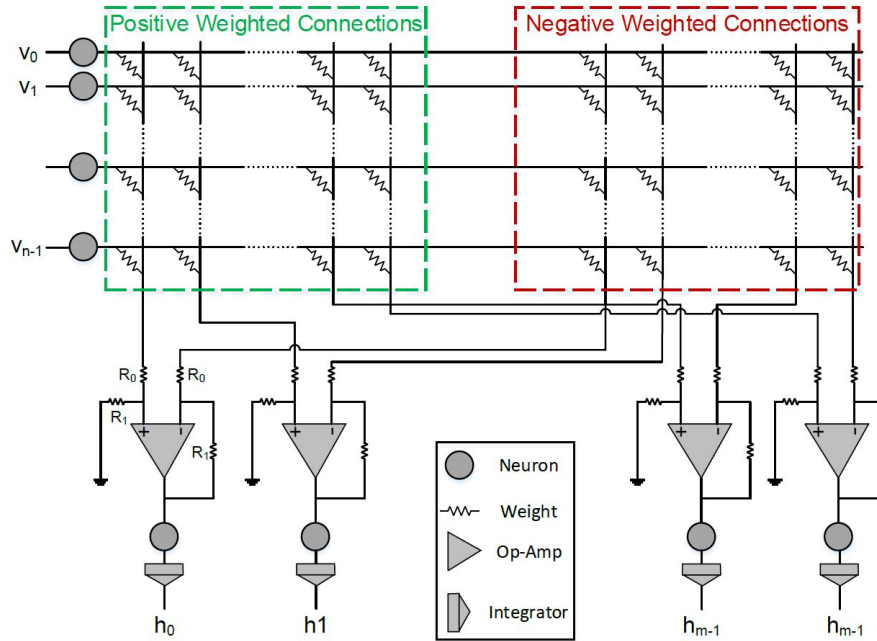 Positive Weighted Connections
Negative Weighted Connections
V0
V1
Vn-1
R0
R0
R1
R1
+
-
+
-
+
-
+
-
Neuron
Weight
Op-Amp
Integrator
h0
h1
hm-1
hm-1